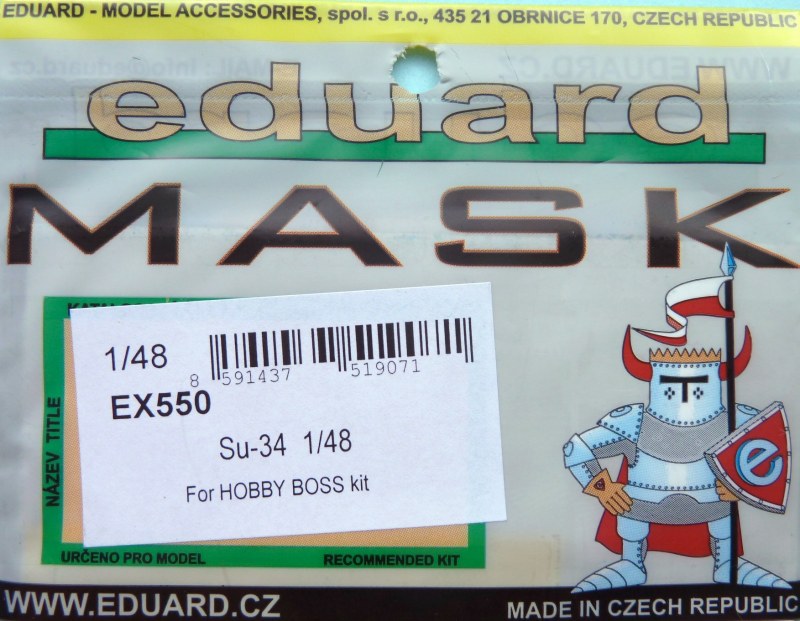 EDUARD - MODEL ACCESSORIES, spol. s r.o., 435 21 OBRNICE 170, CZECH REPUBLIC
eduard
MASK
1/48
8 591437 519071
EX550
Su-34 1/48
For HOBBY BOSS kit
NÁZEV TITLE
e
URČENO PRO MODEL RECOMMENDED KIT
WWW.EDUARD.CZ
MADE IN CZECH REPUBLIC